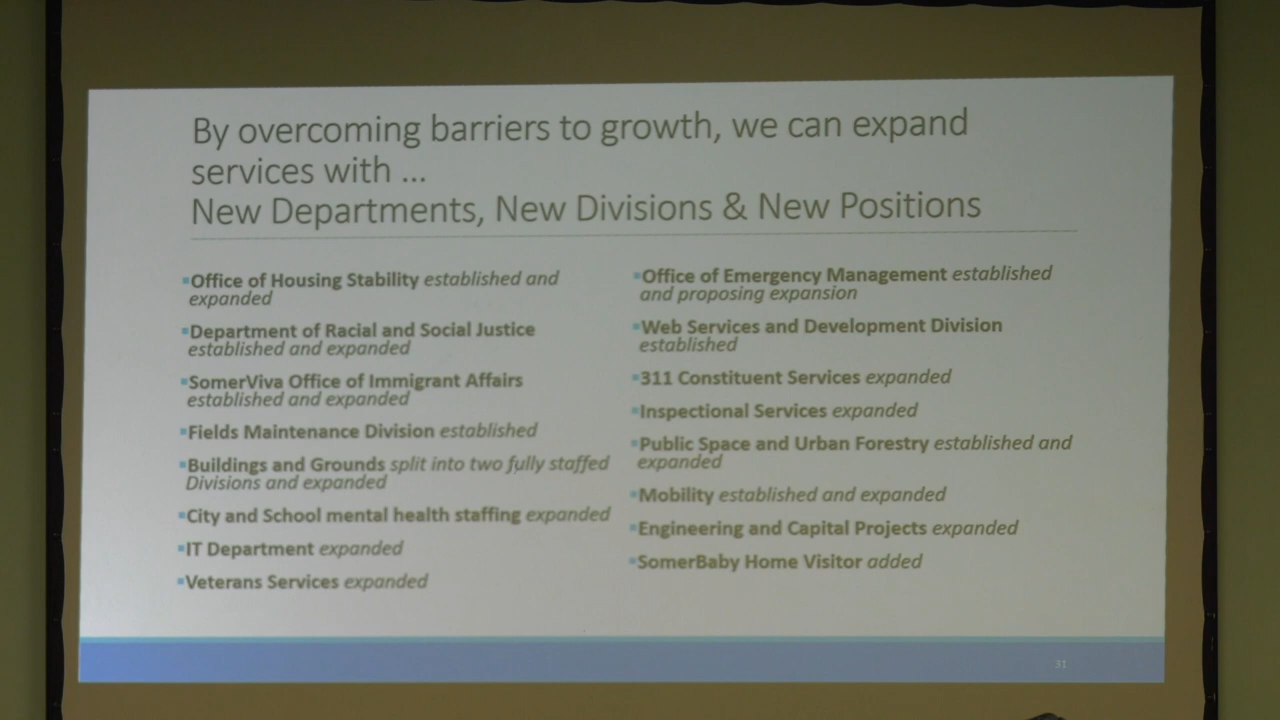 By overcoming barriers to growth, we can expand
services with ...
New Departments, New Divisions & New Positions
▪Office of Housing Stability established and
expanded
▪Department of Racial and Social Justice
established and expanded
▪SomerViva Office of Immigrant Affairs
established and expanded
▪Fields Maintenance Division established
▪Buildings and Grounds split into two fully staffed
Divisions and expanded
▪City and School mental health staffing expanded
▪IT Department expanded
▪Veterans Services expanded
▪Office of Emergency Management established
and proposing expansion
▪Web Services and Development Division
established
▪311 Constituent Services expanded
▪Inspectional Services expanded
▪Public Space and Urban Forestry established and
expanded
▪Mobility established and expanded
▪Engineering and Capital Projects expanded
▪SomerBaby Home Visitor added
31